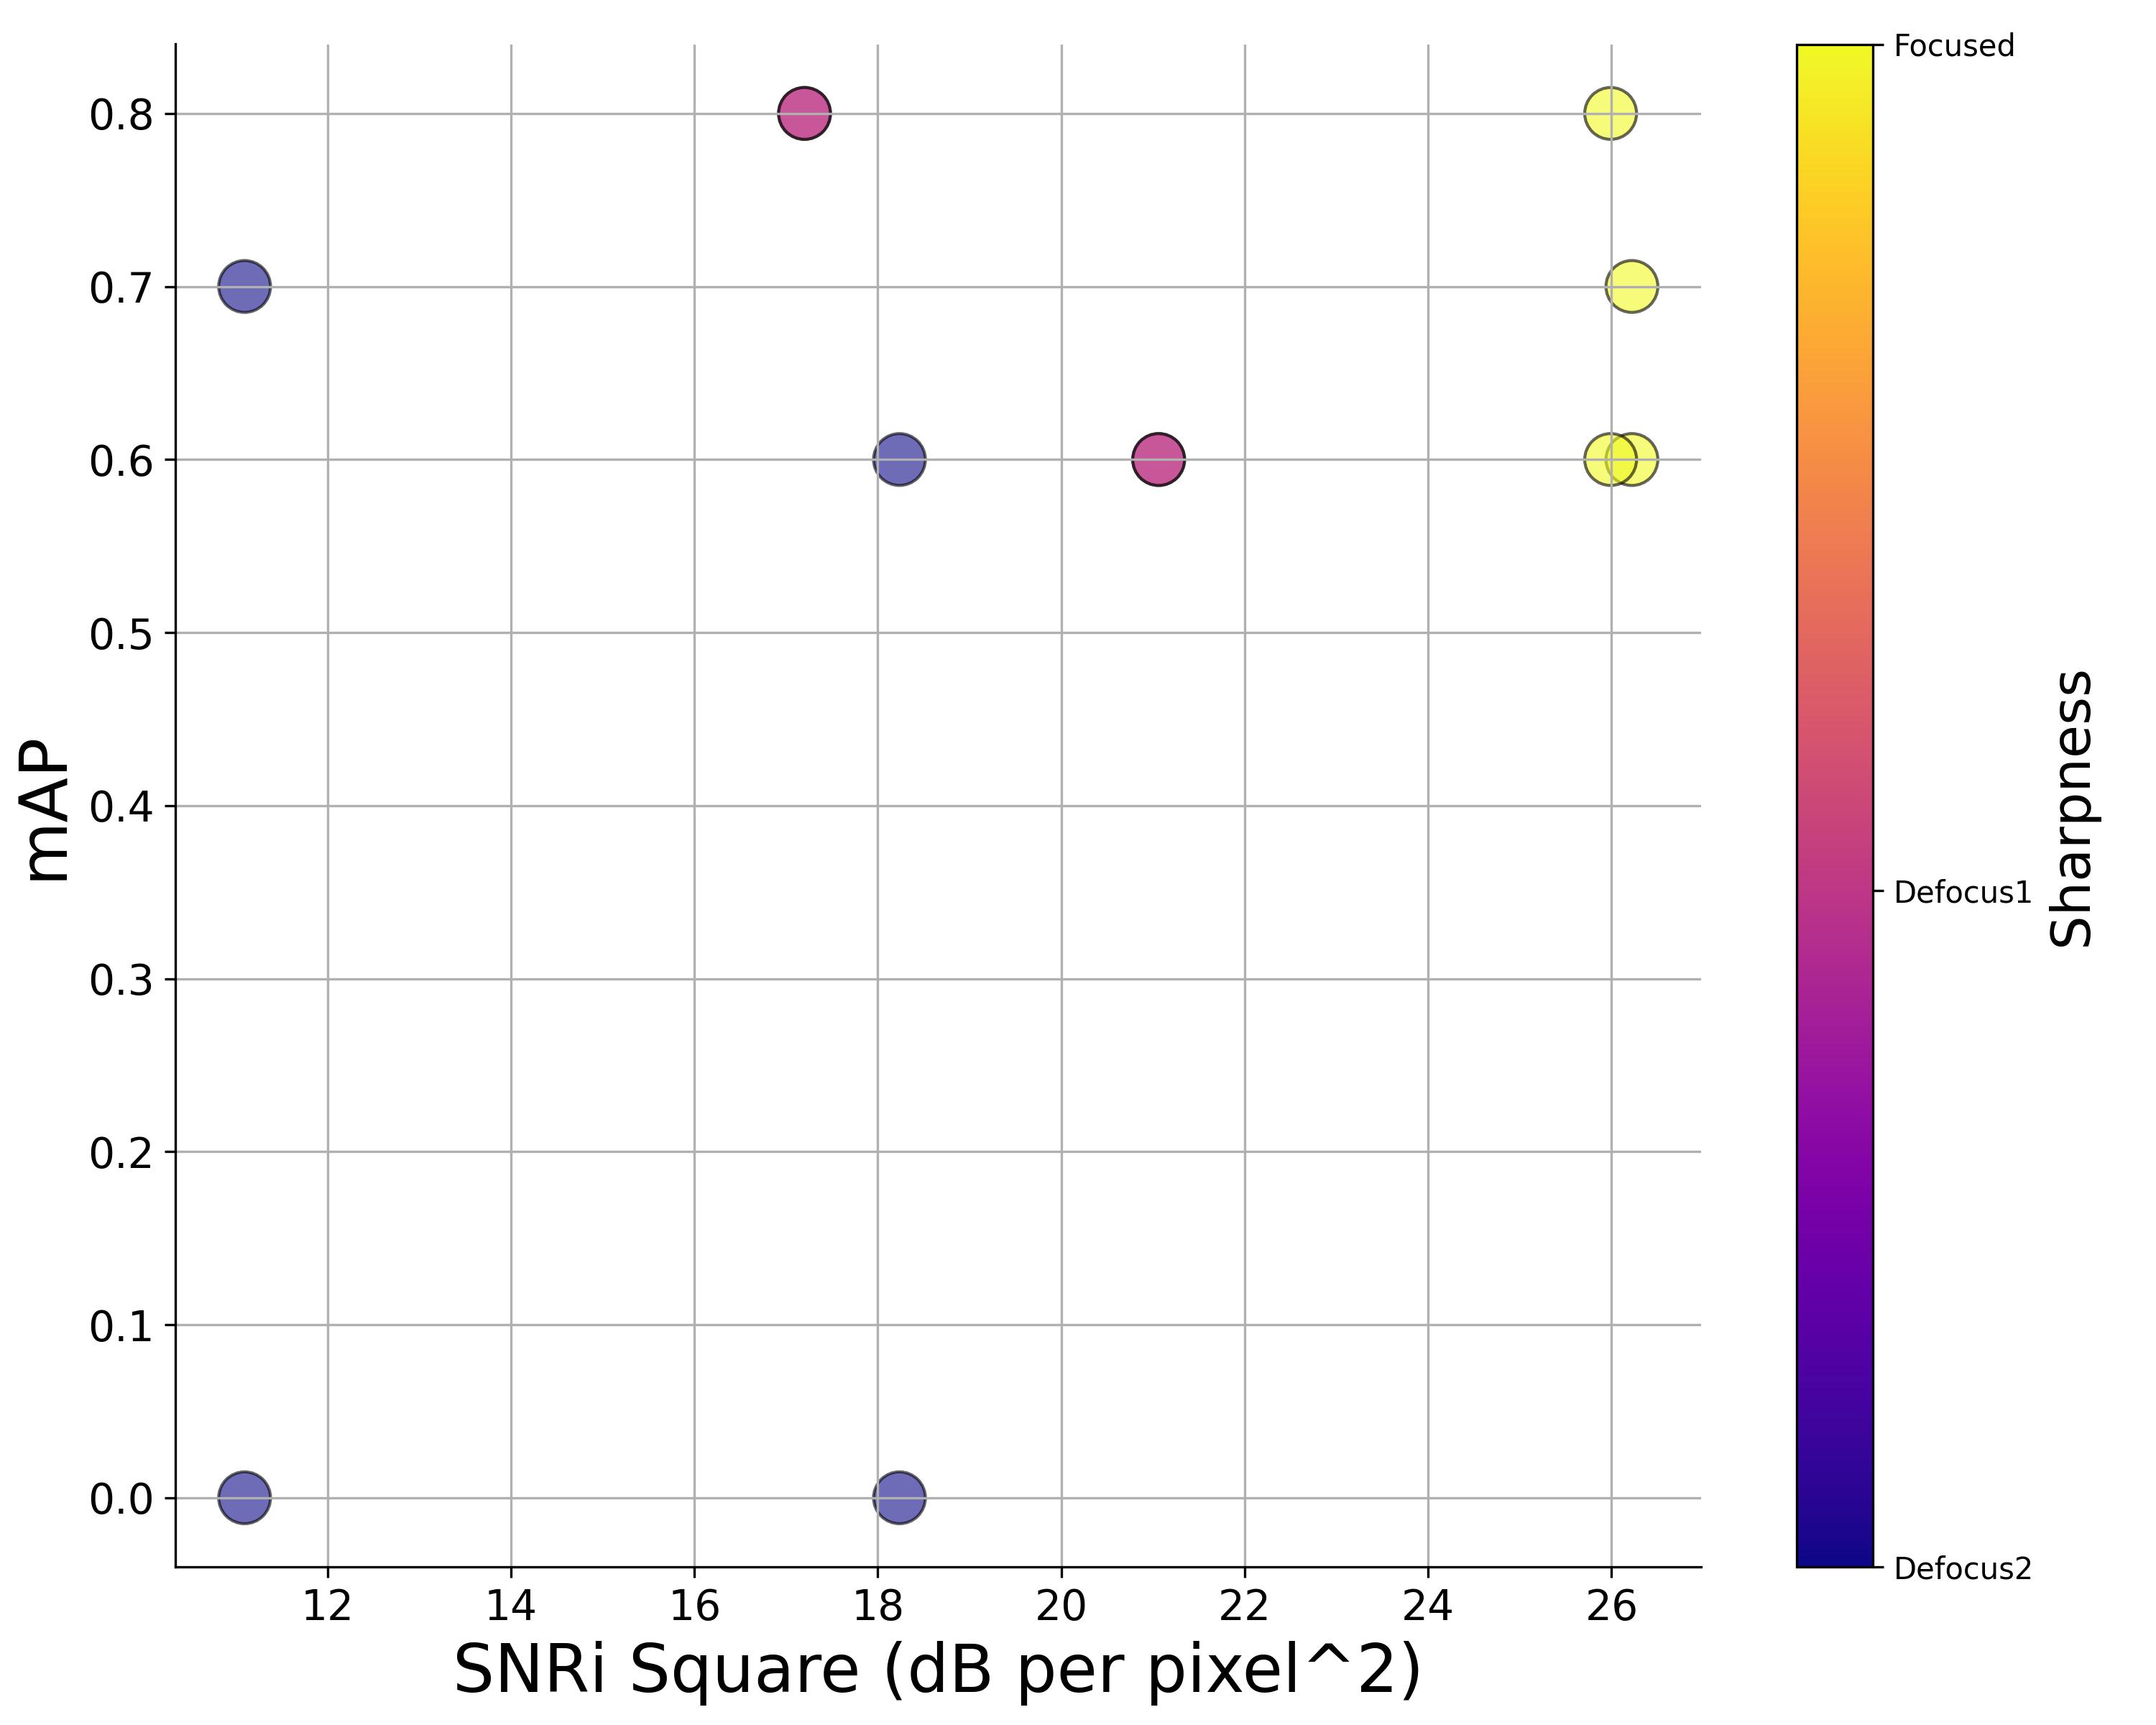 mAP
0.8
0.7
0.6
0.5
0.4
0.3
0.2
0.1
0.0
12 14 16 18 20 22 24 26
SNRi Square (dB per pixel^2)
Focused
Defocus1
Defocus2
Sharpness